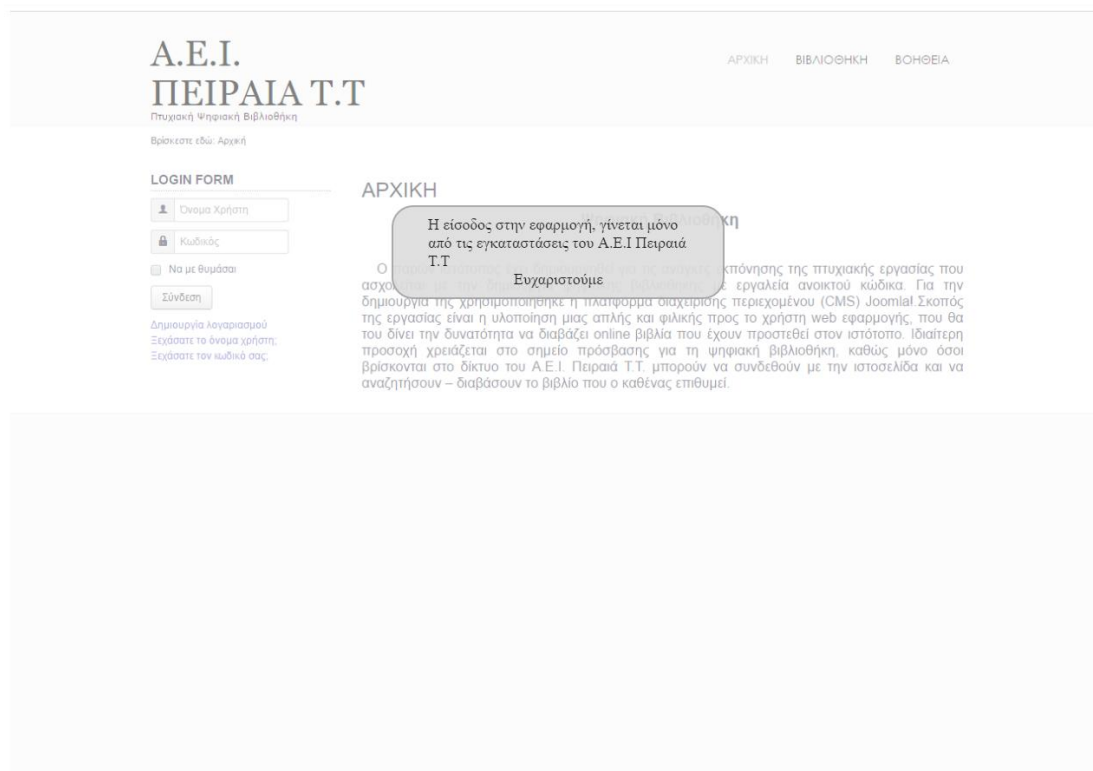 Α.Ε.Ι.
ΠΕΙΡΑΙΑ Τ.Τ
Πτυχιακή Ψηφιακή Βιβλιοθήκη
ΑΡΧΙΚΗ ΒΙΒΛΙΟΘΗΚΗ ΒΟΗΘΕΙΑ
Βρίσκεστε εδώ: Αρχική
LOGIN FORM
Όνομα Χρήστη
Κωδικός
Να με θυμάσαι
Σύνδεση
Δημιουργία λογαριασμού
Ξεχάσατε το όνομα χρήστη;
Ξεχάσατε τον κωδικό σας;
ΑΡΧΙΚΗ
Η είσοδος στην εφαρμογή, γίνεται μόνο
από τις εγκαταστάσεις του Α.Ε.Ι Πειραιά
Τ.Τ
Ευχαριστούμε
Ο εκπόνησης της πτυχιακής εργασίας που
εργαλεία ανοικτού κώδικα. Για την
δημιουργία της χρησιμοποιήθηκε η πλατφόρμα διαχείρισης περιεχομένου (CMS) Joomla!.Σκοπός
της εργασίας είναι η υλοποίηση μιας απλής και φιλικής προς το χρήστη web εφαρμογής, που θα
του δίνει την δυνατότητα να διαβάζει online βιβλία που έχουν προστεθεί στον ιστότοπο. Ιδιαίτερη
προσοχή χρειάζεται στο σημείο πρόσβασης για τη ψηφιακή βιβλιοθήκη, καθώς μόνο όσοι
βρίσκονται στο δίκτυο του Α.Ε.Ι. Πειραιά Τ.Τ. μπορούν να συνδεθούν με την ιστοσελίδα και να
αναζητήσουν – διαβάσουν το βιβλίο που ο καθένας επιθυμεί.